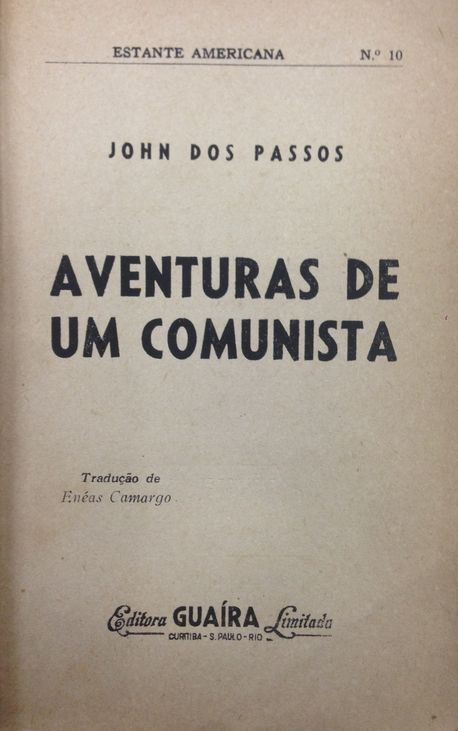 ESTANTE AMERICANA N.º 10
JOHN DOS PASSOS
AVENTURAS DE
UM COMUNISTA
Tradução de
Enéas Camargo
Editora GUAÍRA Limitada
CURITIBA - S. PAULO - RIO